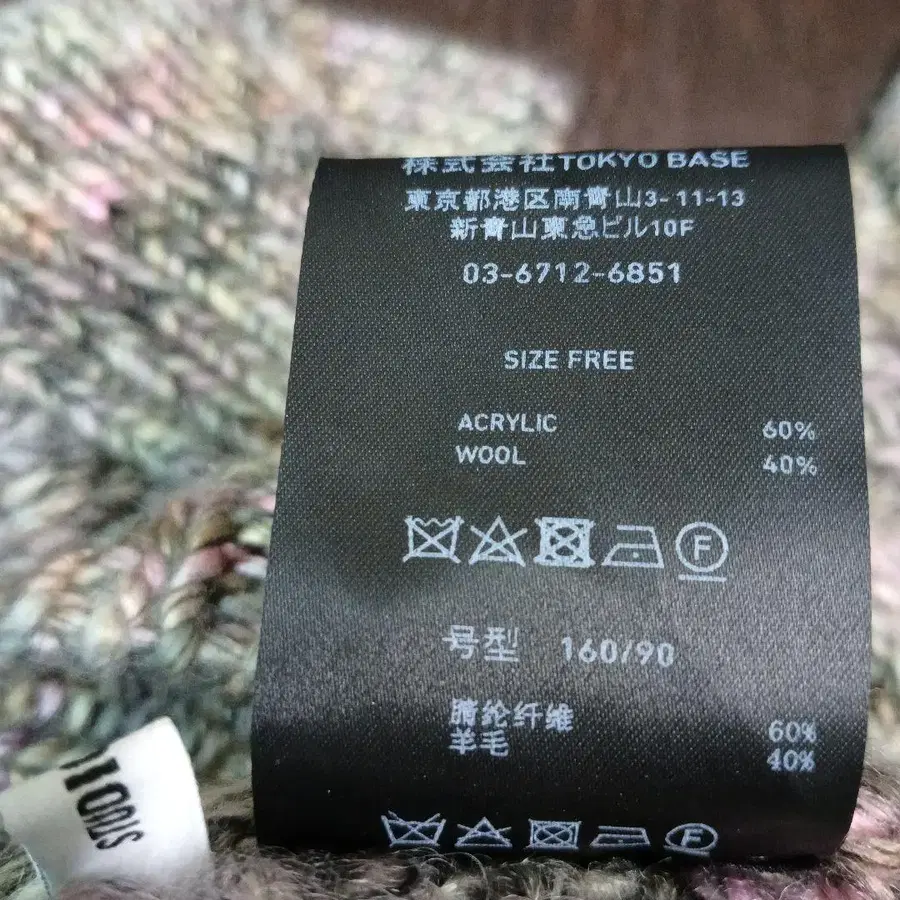 株式会社TOKYO BASE
東京都港区南青山3-11-13
新青山東急ビル10F
03-6712-6851
SIZE FREE
ACRYLIC 60%
WOOL 40%
F
号型 160/90
腈纶纤维 60%
羊毛 40%
F